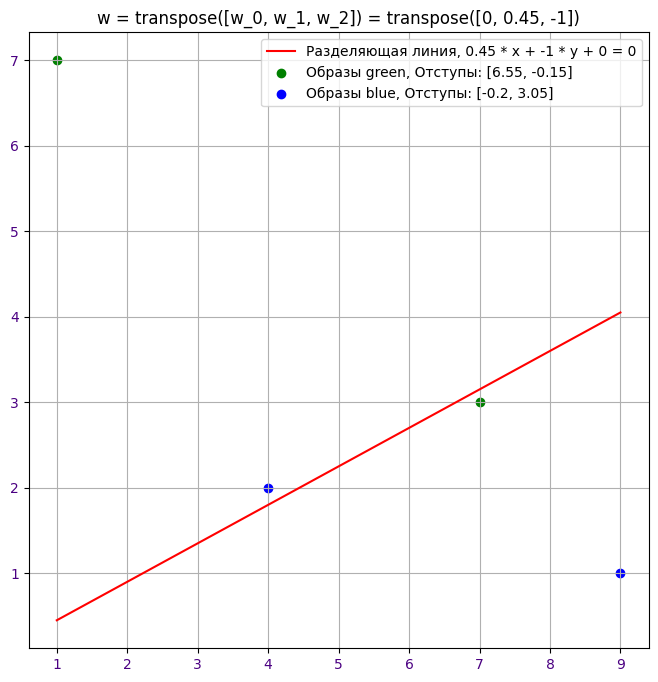 w = transpose([w_0, w_1, w_2]) = transpose([0, 0.45, -1])
Разделяющая линия, 0.45 * x + -1 * y + 0 = 0
Образы green, Отступы: [6.55, -0.15]
Образы blue, Отступы: [-0.2, 3.05]
7
6
5
4
3
2
1
1 2 3 4 5 6 7 8 9